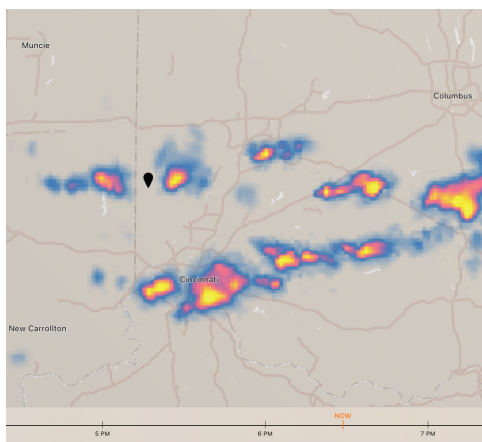 Muncie
Columbus
Cincinnati
New Carrollton
NOW
5 PM
6 PM
7 PM